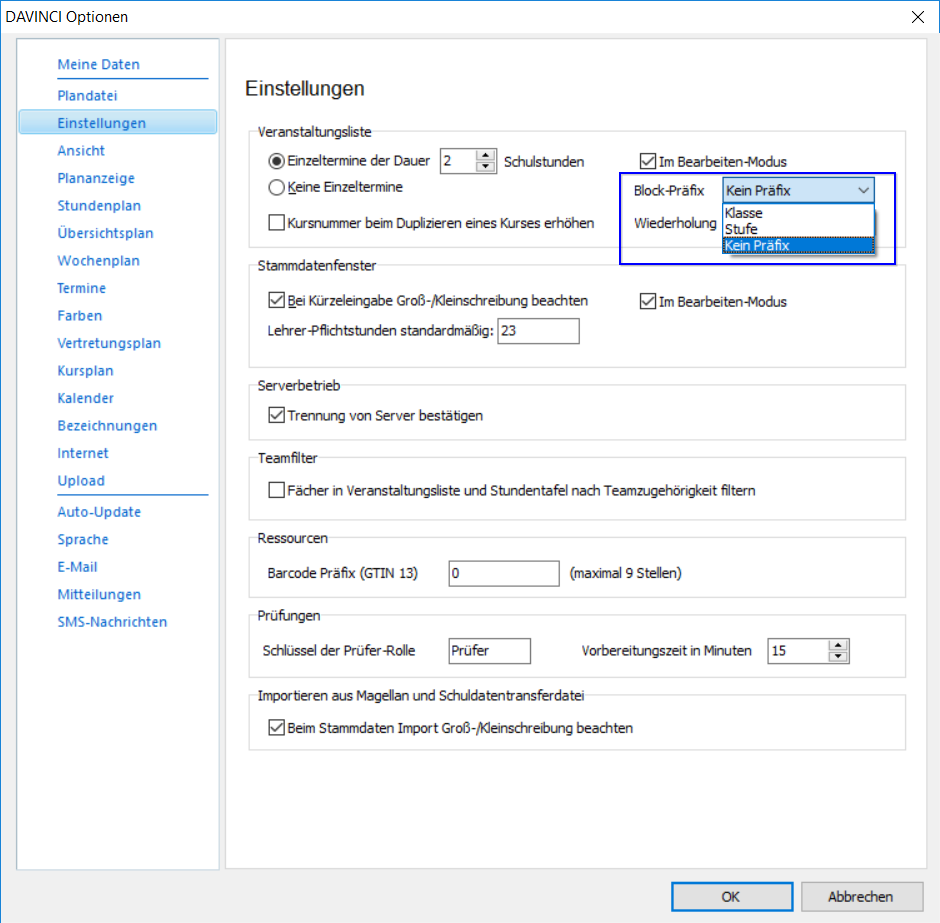 DAVINCI Optionen
Meine Daten
Plandatei
Einstellungen
Ansicht
Plananzeige
Stundenplan
Übersichtsplan
Wochenplan
Termine
Farben
Vertretungsplan
Kursplan
Kalender
Bezeichnungen
Internet
Upload
Auto-Update
Sprache
E-Mail
Mitteilungen
SMS-Nachrichten
Einstellungen
Veranstaltungsliste
Einzeltermine der Dauer 2 Schulstunden
Im Bearbeiten-Modus
Keine Einzeltermine
Block-Präfix Kein Präfix
Klasse
Stufe
Kein Präfix
Kursnummer beim Duplizieren eines Kurses erhöhen
Wiederholung
Stammdatenfenster
Bei Kürzeleingabe Groß-/Kleinschreibung beachten
Im Bearbeiten-Modus
Lehrer-Pflichtstunden standardmäßig: 23
Serverbetrieb
Trennung von Server bestätigen
Teamfilter
Fächer in Veranstaltungsliste und Stundentafel nach Teamzugehörigkeit filtern
Ressourcen
Barcode Präfix (GTIN 13) 0 (maximal 9 Stellen)
Prüfungen
Schlüssel der Prüfer-Rolle Prüfer Vorbereitungszeit in Minuten 15
Importieren aus Magellan und Schuldatentransferdatei
Beim Stammdaten Import Groß-/Kleinschreibung beachten
OK Abbrechen